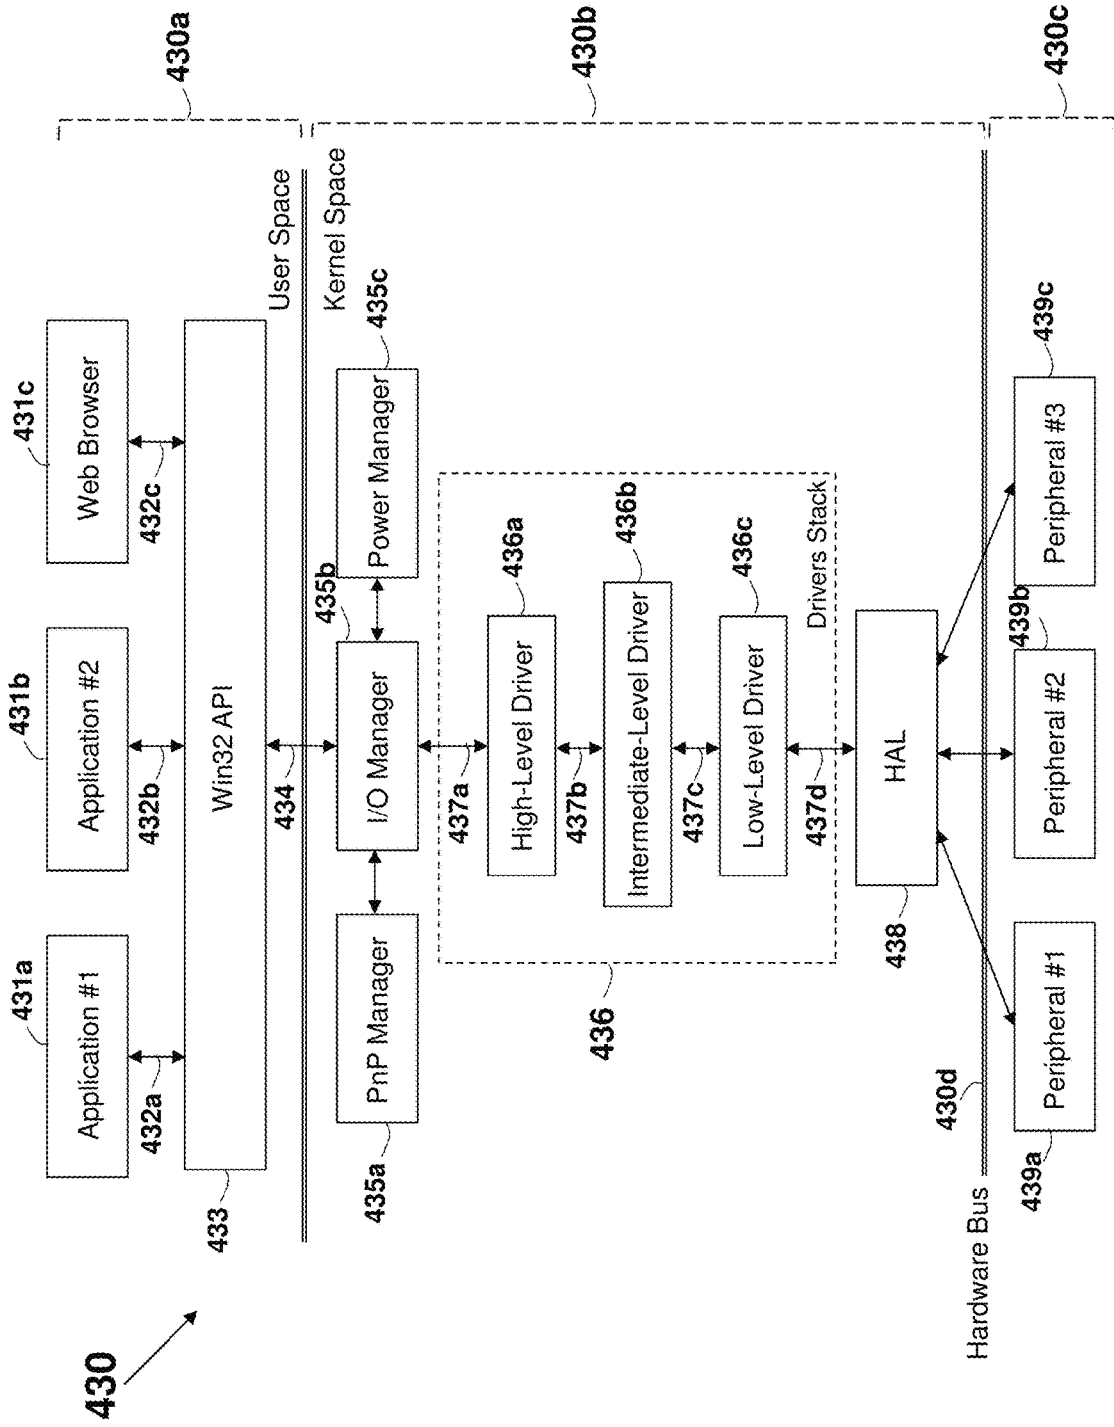 431a
431b
431c
Application #1
Application #2
Web Browser
430
432a
432b
432c
430a
433
Win32 API
434
User Space
Kernel Space
435b
435a
PnP Manager
I/O Manager
Power Manager
435c
437a
High-Level Driver
436a
437b
430b
436
Intermediate-Level Driver
436b
437c
Low-Level Driver
436c
437d
Drivers Stack
438
HAL
430d
Hardware Bus
439a
439b
439c
Peripheral #1
Peripheral #2
Peripheral #3
430c